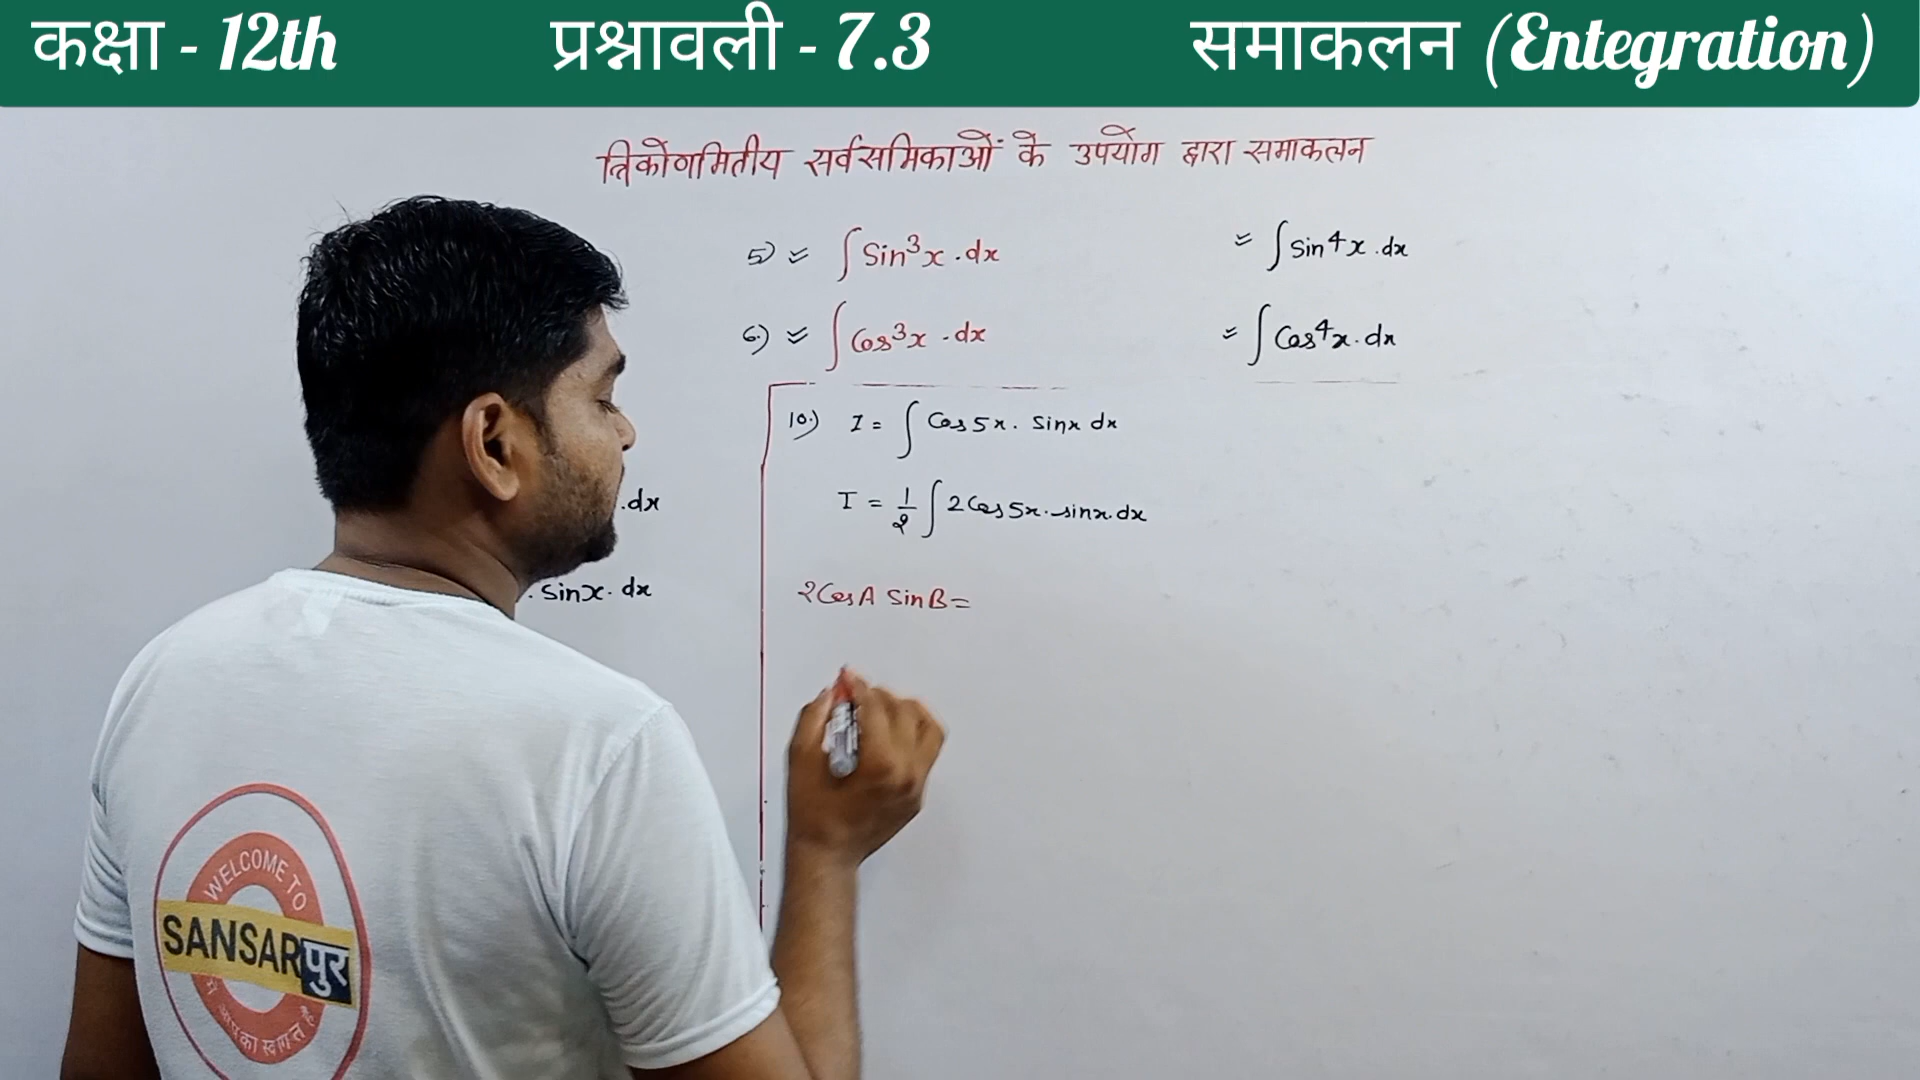 कक्षा - 12th प्रश्नावली - 7.3 समाकलन (Entegration)
त्रिकोणमितीय सर्वसमिकाओं के उपयोग द्वारा समाकलन
5) = ∫ Sin³x . dx
= ∫ sin⁴x . dx
6.) = ∫ Cos³x . dx
= ∫ Cos⁴x . dx
10.) I = ∫ Cos5x . Sinx dx
.dx
I = 1/2 ∫ 2Cos5x . sinx . dx
. sinx . dx
2CosA SinB =
WELCOME TO
SANSARपुर
में आपका स्वागत है